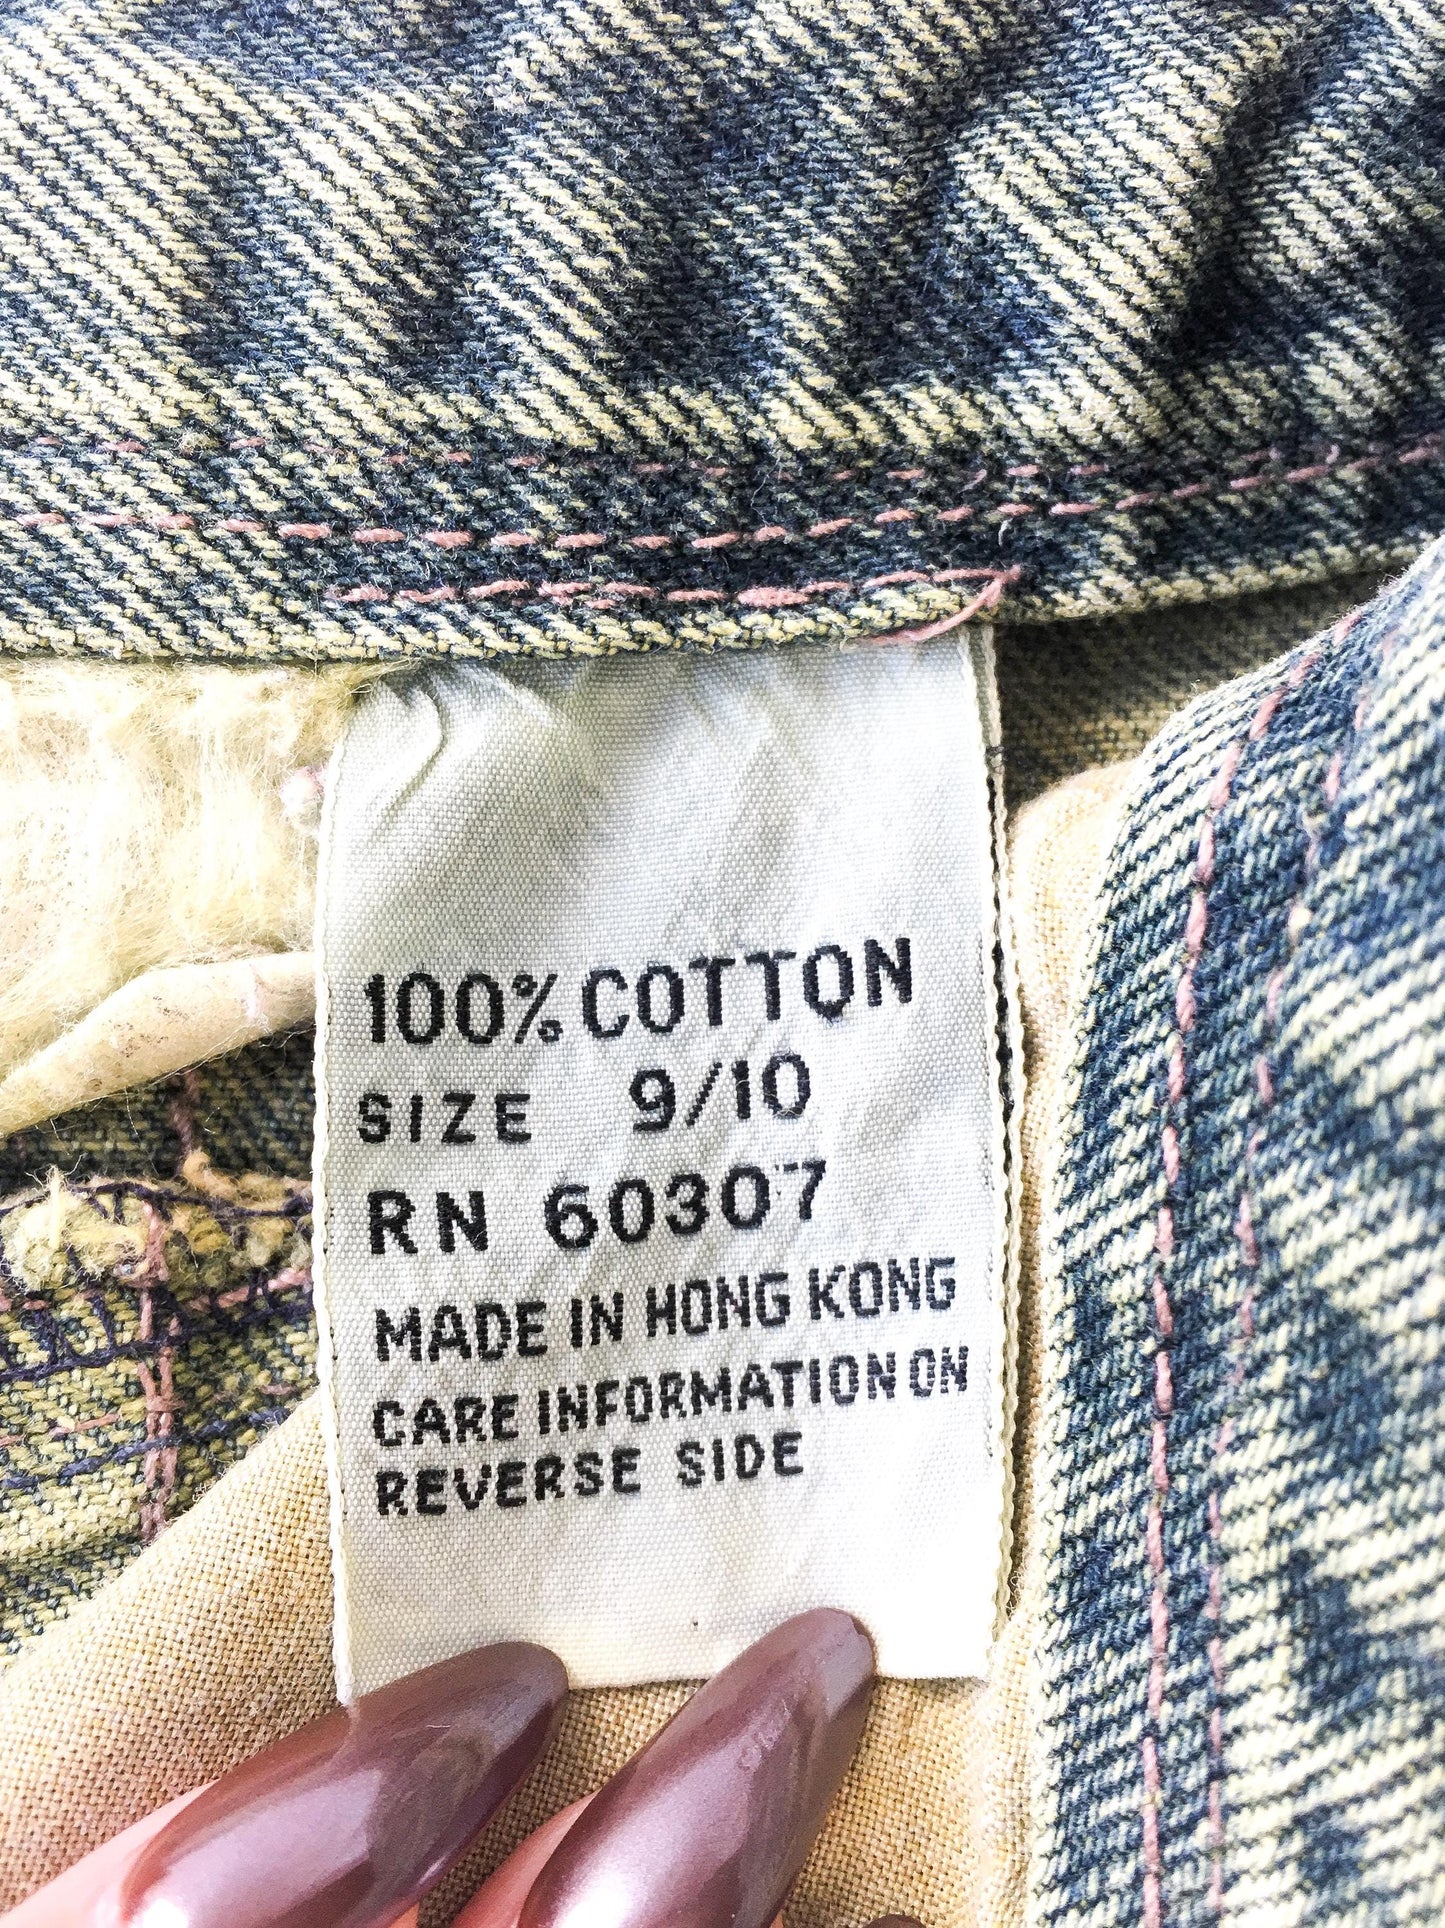 100% COTTON
SIZE 9/10
RN 60307
MADE IN HONG KONG
CARE INFORMATION ON
REVERSE SIDE